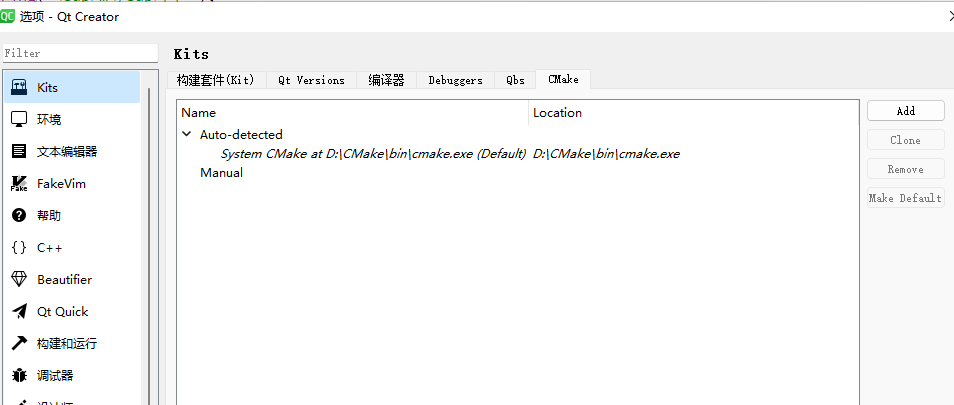 选项 - Qt Creator
Filter
Kits
Kits
环境
文本编辑器
FakeVim
帮助
C++
Beautifier
Qt Quick
构建和运行
调试器
构建套件(Kit) Qt Versions 编译器 Debuggers Qbs CMake
Name Location
Auto-detected
System CMake at D:\CMake\bin\cmake.exe (Default) D:\CMake\bin\cmake.exe
Manual
Add
Clone
Remove
Make Default